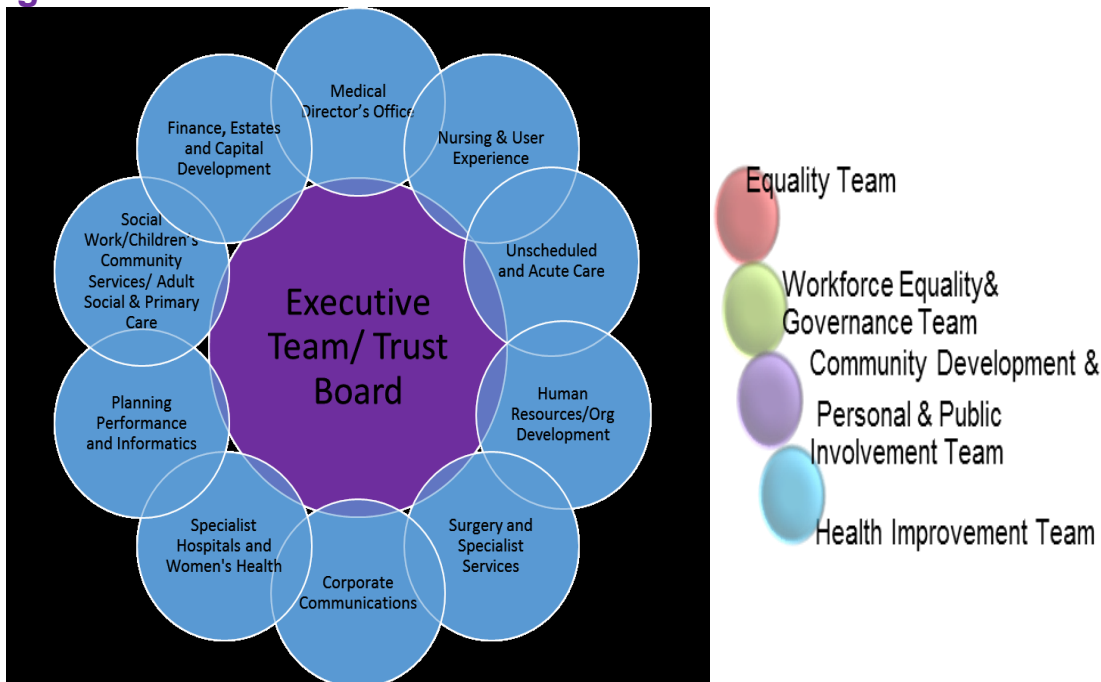 Medical
Director's Office
Nursing & User
Experience
Unscheduled
and Acute Care
Human
Resources/Org
Development
Surgery and
Specialist
Services
Corporate
Communications
Specialist
Hospitals and
Women's Health
Planning
Performance
and Informatics
Social
Work/Children's
Community
Services/ Adult
Social & Primary
Care
Finance, Estates
and Capital
Development
Executive
Team/ Trust
Board
Equality Team
Workforce Equality&
Governance Team
Community Development &
Personal & Public
Involvement Team
Health Improvement Team